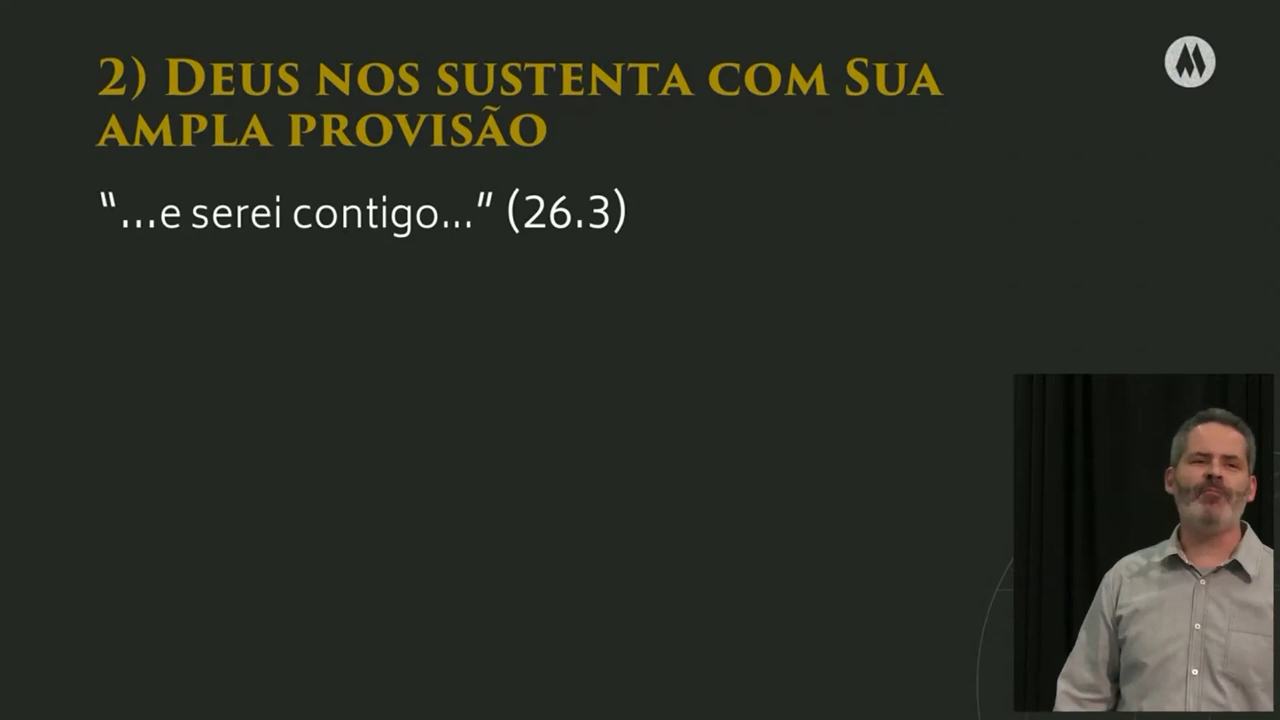 2) Deus nos sustenta com Sua
ampla provisão
“...e serei contigo...” (26.3)